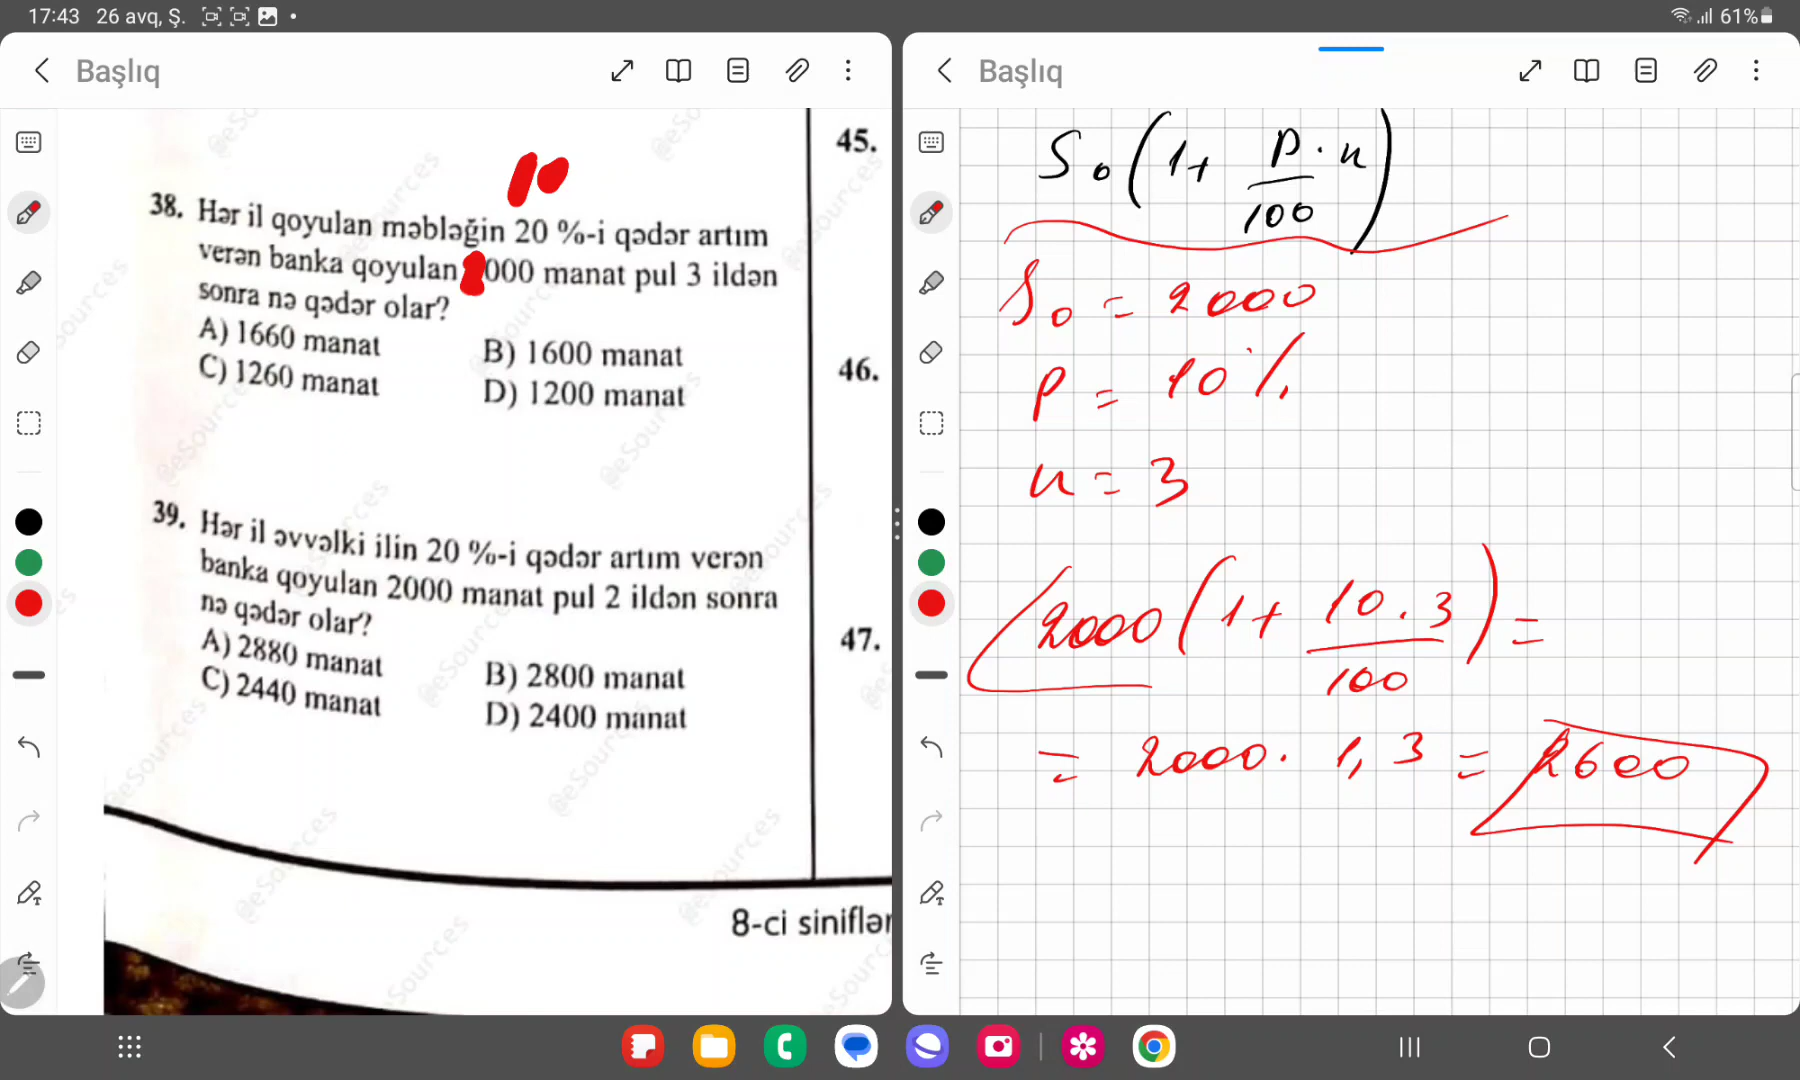 17:43 26 avq, Ş.
61%
Başlıq
45.
10
38. Hər il qoyulan məbləğin 20 %-i qədər artım
verən banka qoyulan 2000 manat pul 3 ildən
sonra nə qədər olar?
A) 1660 manat B) 1600 manat
C) 1260 manat D) 1200 manat
46.
39. Hər il əvvəlki ilin 20 %-i qədər artım verən
banka qoyulan 2000 manat pul 2 ildən sonra
nə qədər olar?
A) 2880 manat B) 2800 manat
C) 2440 manat D) 2400 manat
47.
8-ci siniflər
@eSources
Başlıq
S₀(1+ P·n/100)
S₀ = 2000
P = 10%
n = 3
2000(1+ 10·3/100) =
= 2000· 1,3 = 2600